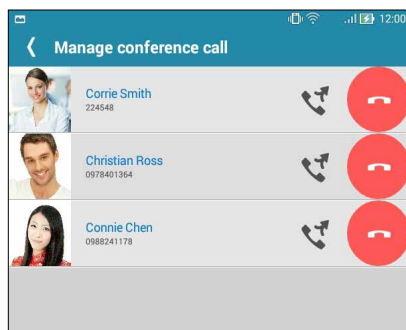 12:00
Manage conference call
Corrie Smith
224548
Christian Ross
0978401364
Connie Chen
0988241178